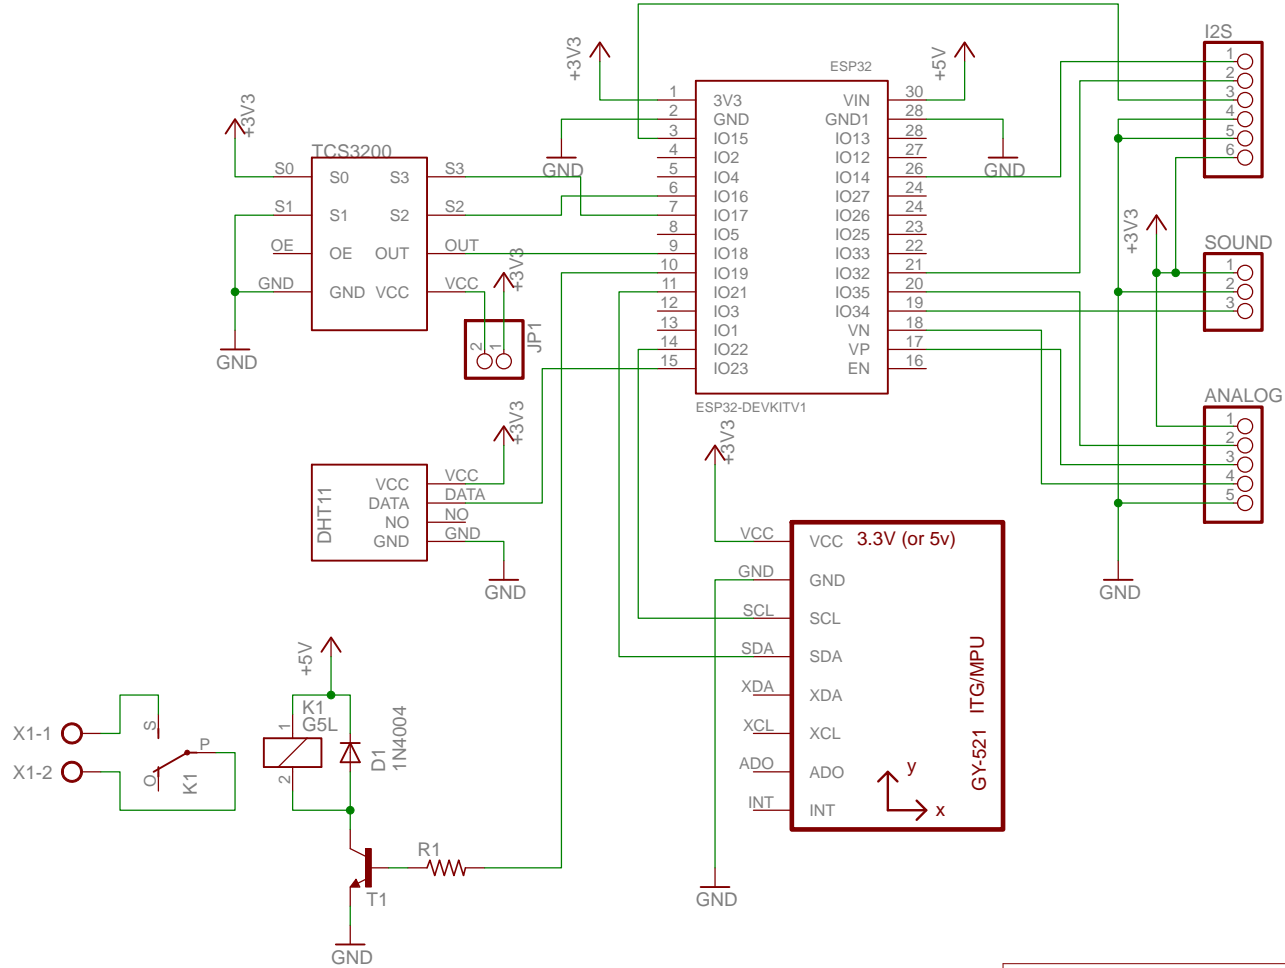 I2S
1
2
3
4
5
6
+3V3
+5V
ESP32
1 3V3 VIN 30
2 GND GND1 28
3 IO15 IO13 28
4 IO2 IO12 27
5 IO4 IO14 26
6 IO16 IO27 24
7 IO17 IO26 24
8 IO5 IO25 23
9 IO18 IO33 22
10 IO19 IO32 21
11 IO21 IO35 20
12 IO3 IO34 19
13 IO1 VN 18
14 IO22 VP 17
15 IO23 EN 16
ESP32-DEVKITV1
GND
GND
+3V3
TCS3200
S0 S0 S3 S3
S1 S1 S2 S2
OE OE OUT OUT
GND GND VCC VCC
GND
+3V3
2
1
JP1
+3V3
SOUND
1
2
3
ANALOG
1
2
3
4
5
GND
+3V3
DHT11
VCC VCC
DATA DATA
NO NO
GND GND
GND
+3V3
VCC VCC 3.3V (or 5v)
GND GND
SCL SCL
SDA SDA
XDA XDA
XCL XCL
ADO ADO
INT INT
GY-521 ITG/MPU
y
x
GND
+5V
K1
G5L
1
2
D1
1N4004
X1-1
X1-2
S
P
O
K1
R1
T1
GND